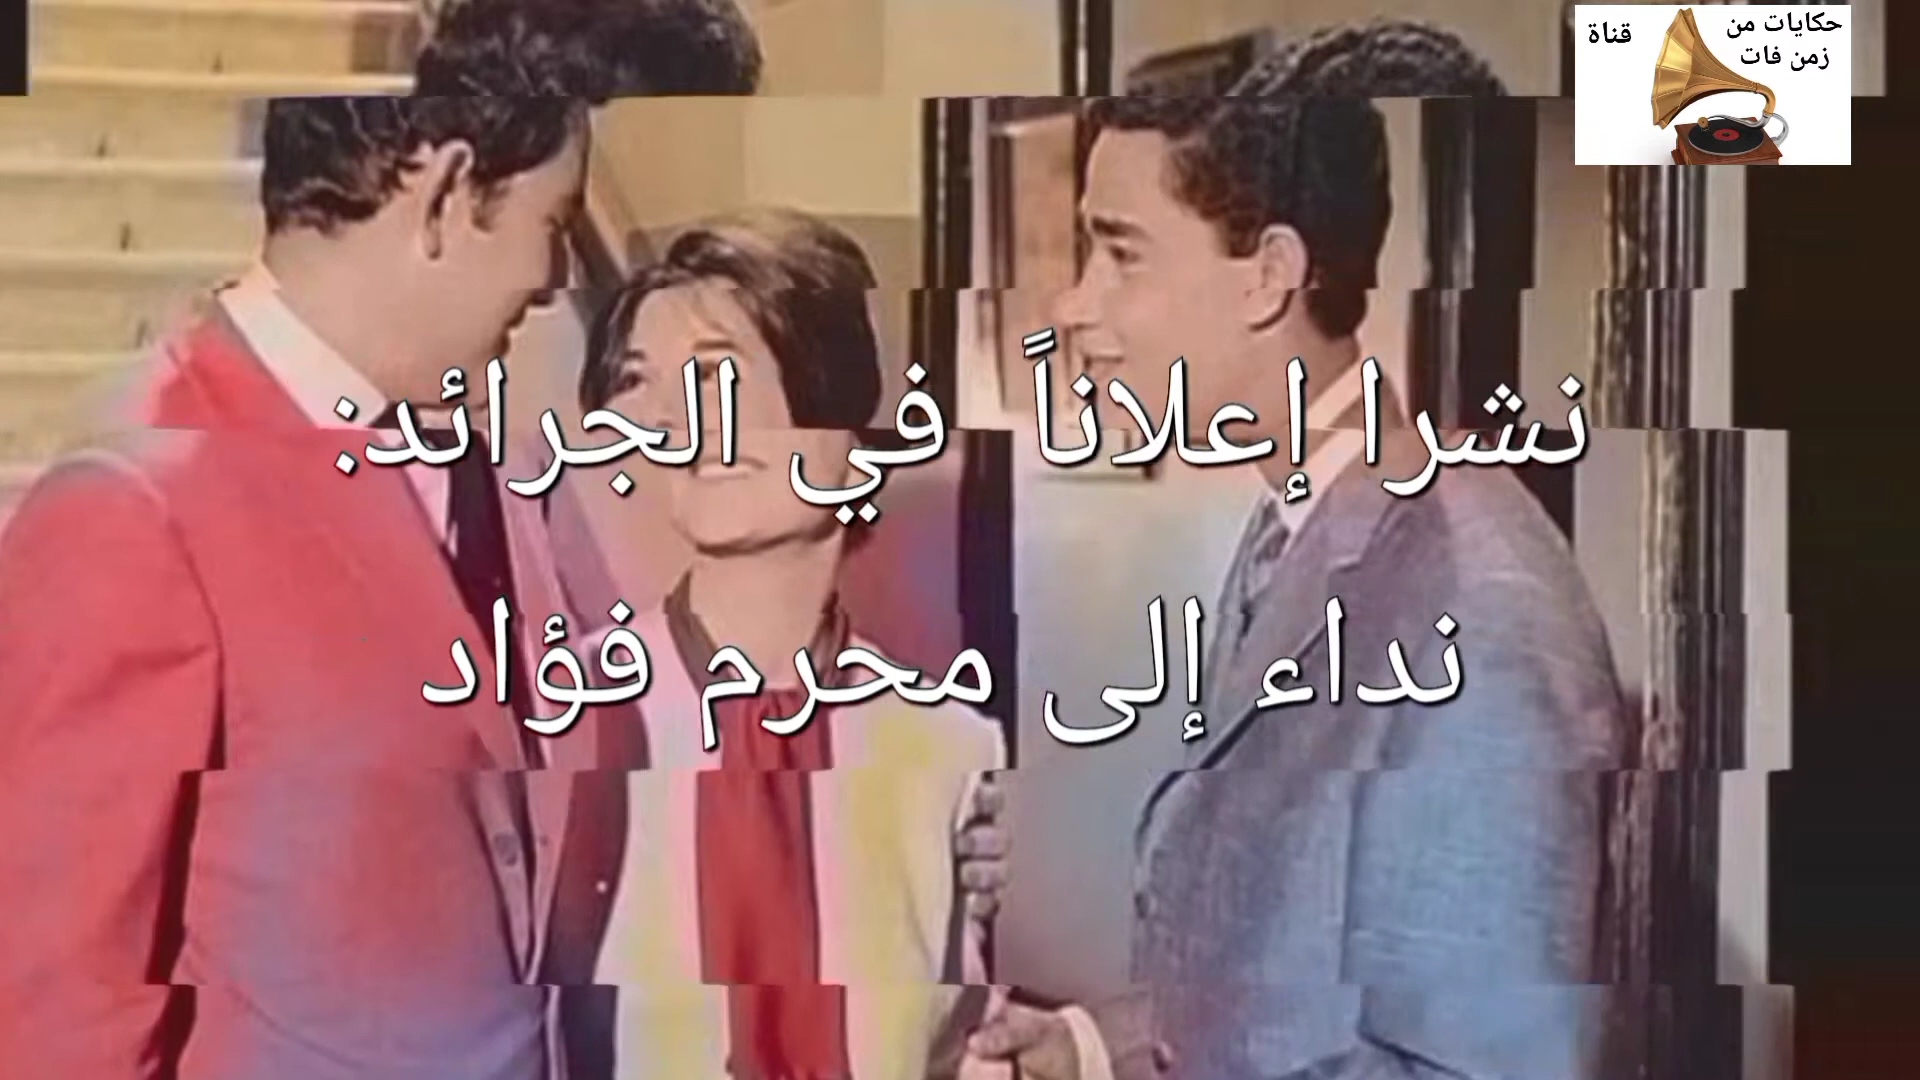 قناة
حكايات من
زمن فات
نشرا إعلاناً في الجرائد:
نداء إلى محرم فؤاد